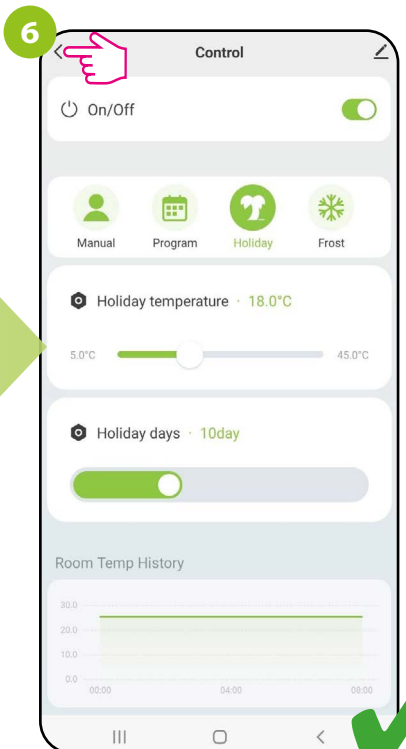 6
Control
On/Off
Manual Program Holiday Frost
Holiday temperature · 18.0°C
5.0°C 45.0°C
Holiday days · 10day
Room Temp History
30.0
20.0
10.0
0.0
00:00 04:00 08:00